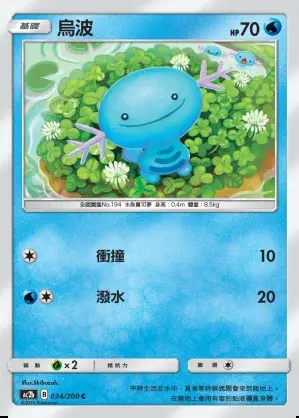 基礎 烏波 HP70
全國圖鑑No.194 水魚寶可夢 身高:0.4m 體重:8.5kg
衝撞 10
潑水 20
弱點 ×2 抵抗力 撤退
Illus.Shibuzoh.
AC2b B 034/200 C
平時生活在水中。覓食等時候偶爾會來到陸地上。
在陸地上會用有毒的黏液覆蓋身體。